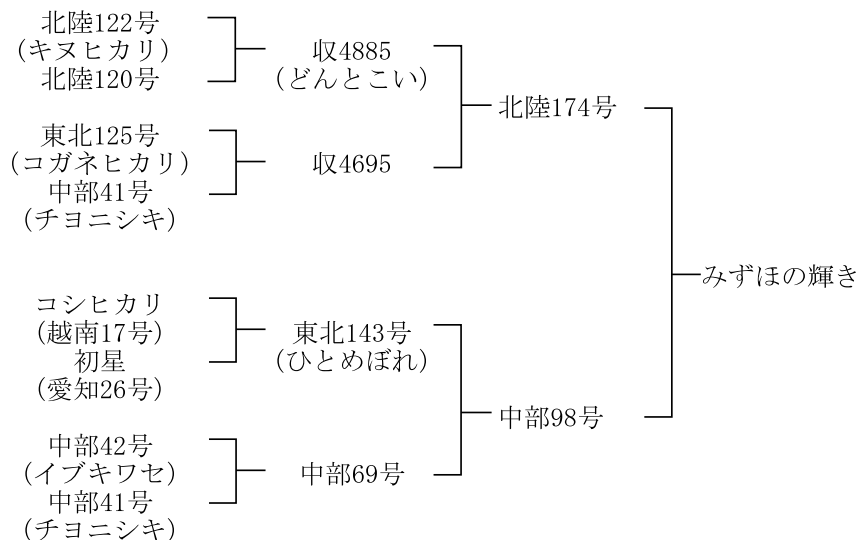 北陸122号
(キヌヒカリ)
北陸120号
収4885
(どんとこい)
北陸174号
東北125号
(コガネヒカリ)
中部41号
(チヨニシキ)
収4695
みずほの輝き
コシヒカリ
(越南17号)
初星
(愛知26号)
東北143号
(ひとめぼれ)
中部98号
中部42号
(イブキワセ)
中部41号
(チヨニシキ)
中部69号